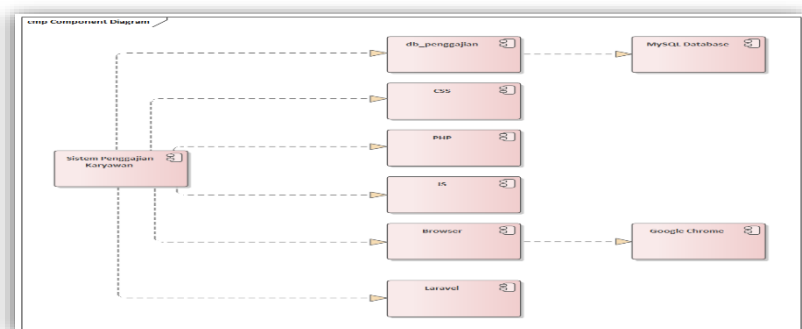 cmp Component Diagram
db_penggajian
MySQL Database
CSS
PHP
Sistem Penggajian
Karyawan
JS
Browser
Google Chrome
Laravel